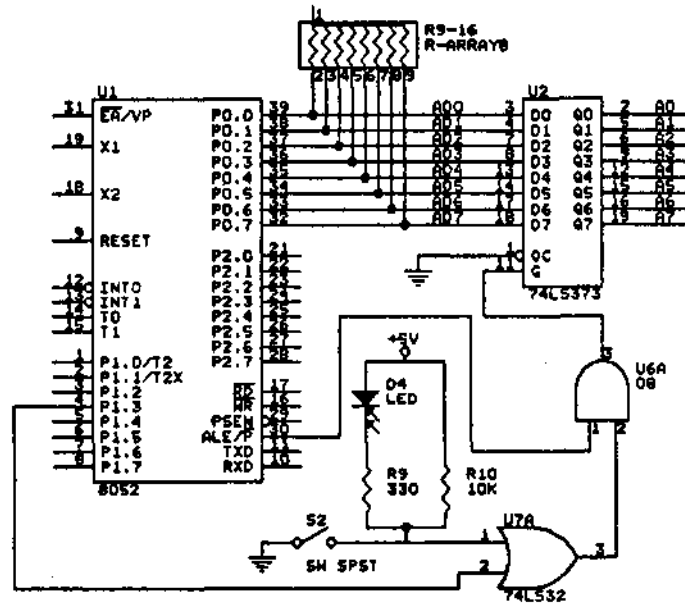 1
R9-16
R-ARRAY8
2 3 4 5 6 7 8 9
U1
31 EA/VP
19 X1
18 X2
9 RESET
12 INT0
13 INT1
14 T0
15 T1
1 P1.0/T2
2 P1.1/T2X
3 P1.2
4 P1.3
5 P1.4
6 P1.5
7 P1.6
8 P1.7
8052
P0.0 39
P0.1 38
P0.2 37
P0.3 36
P0.4 35
P0.5 34
P0.6 33
P0.7 32
P2.0 21
P2.1 22
P2.2 23
P2.3 24
P2.4 25
P2.5 26
P2.6 27
P2.7 28
RD 17
WR 16
PSEN 29
ALE/P 30
TXD 11
RXD 10
AD0
AD1
AD2
AD3
AD4
AD5
AD6
AD7
U2
3 D0 Q0 2 A0
4 D1 Q1 5 A1
7 D2 Q2 6 A2
8 D3 Q3 9 A3
13 D4 Q4 12 A4
14 D5 Q5 15 A5
17 D6 Q6 16 A6
18 D7 Q7 19 A7
1 OC
11 G
74LS373
+5V
D4
LED
R9
330
R10
10K
S2
SW SPST
U6A
08
3
1 2
U7A
1
2
3
74LS32